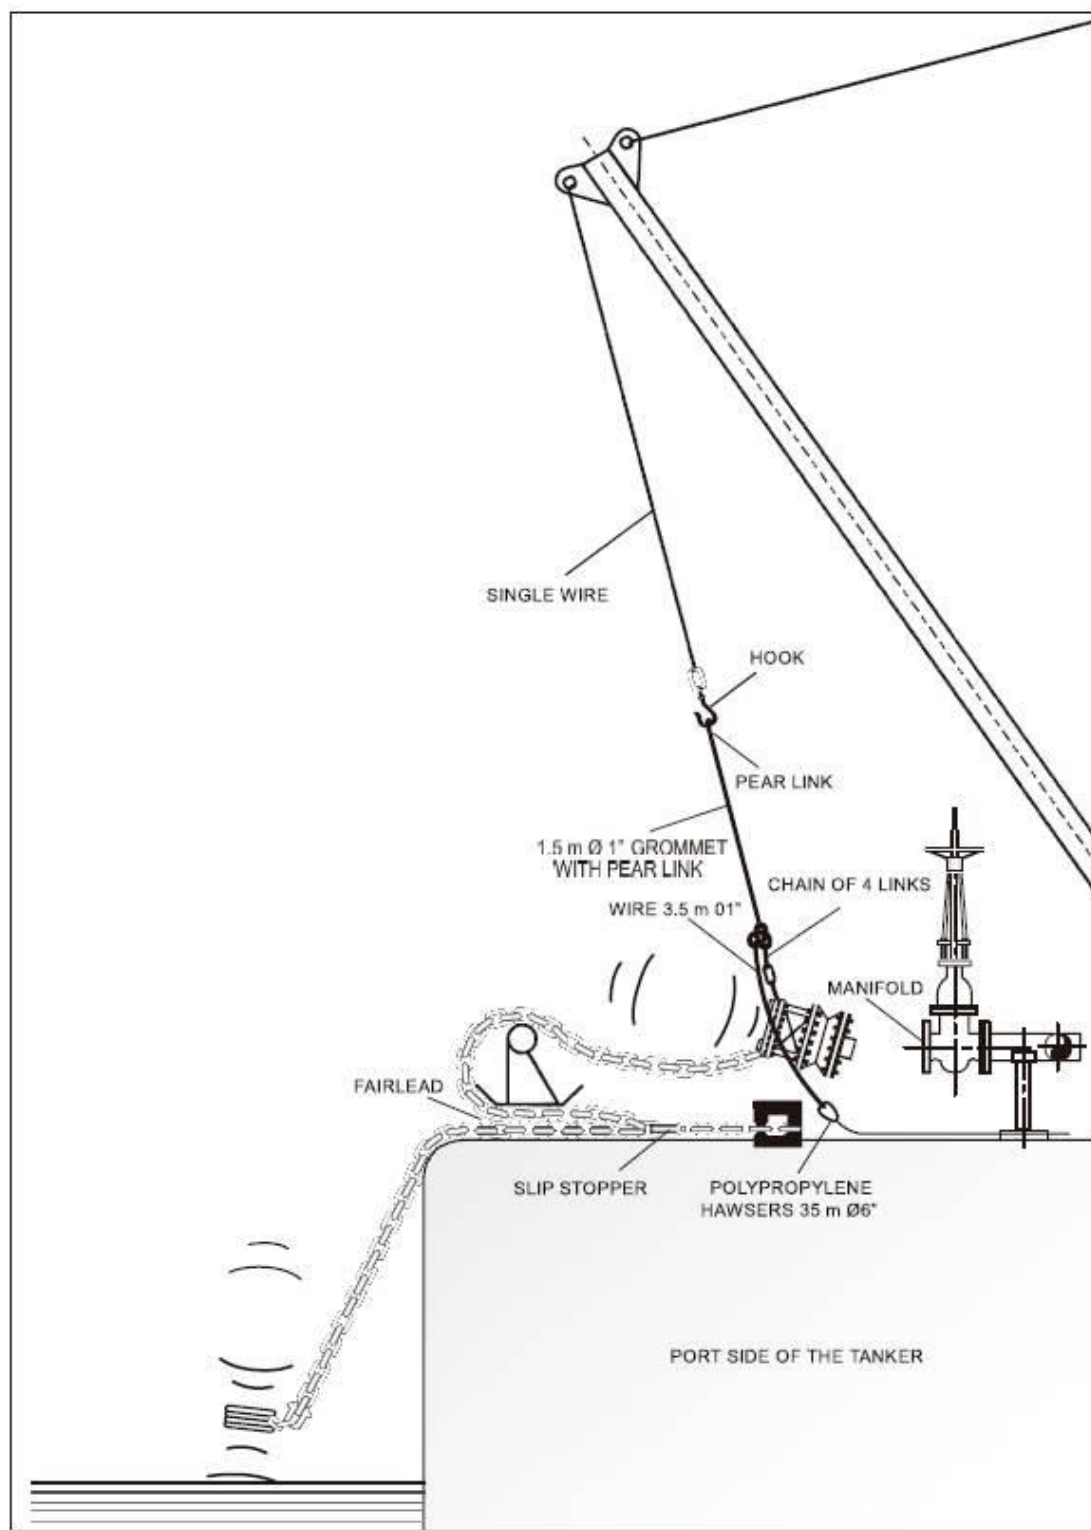 SINGLE WIRE
HOOK
PEAR LINK
1.5 m Ø 1" GROMMET
'WITH PEAR LINK
CHAIN OF 4 LINKS
WIRE 3.5 m 01"
MANIFOLD
FAIRLEAD
SLIP STOPPER
POLYPROPYLENE
HAWSERS 35 m Ø6"
PORT SIDE OF THE TANKER